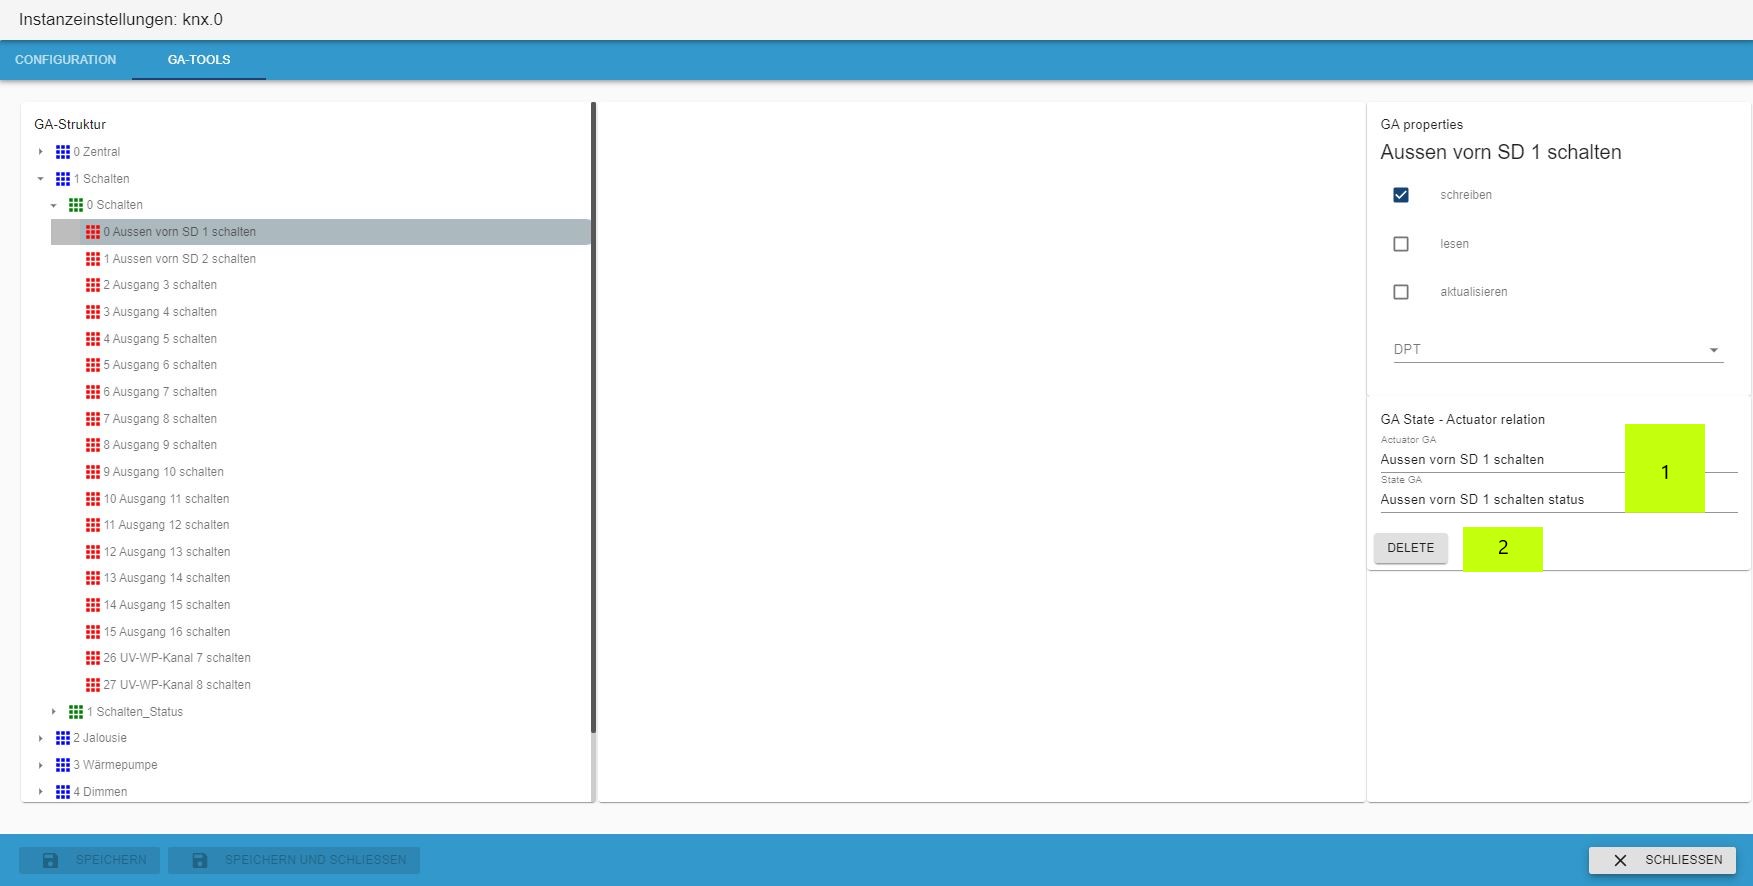 Instanzeinstellungen: knx.0
CONFIGURATION GA-TOOLS
GA-Struktur
0 Zentral
1 Schalten
0 Schalten
0 Aussen vorn SD 1 schalten
1 Aussen vorn SD 2 schalten
2 Ausgang 3 schalten
3 Ausgang 4 schalten
4 Ausgang 5 schalten
5 Ausgang 6 schalten
6 Ausgang 7 schalten
7 Ausgang 8 schalten
8 Ausgang 9 schalten
9 Ausgang 10 schalten
10 Ausgang 11 schalten
11 Ausgang 12 schalten
12 Ausgang 13 schalten
13 Ausgang 14 schalten
14 Ausgang 15 schalten
15 Ausgang 16 schalten
26 UV-WP-Kanal 7 schalten
27 UV-WP-Kanal 8 schalten
1 Schalten_Status
2 Jalousie
3 Wärmepumpe
4 Dimmen
GA properties
Aussen vorn SD 1 schalten
schreiben
lesen
aktualisieren
DPT
GA State - Actuator relation
Actuator GA
Aussen vorn SD 1 schalten
State GA
Aussen vorn SD 1 schalten status
1
DELETE
2
SPEICHERN SPEICHERN UND SCHLIESSEN SCHLIESSEN